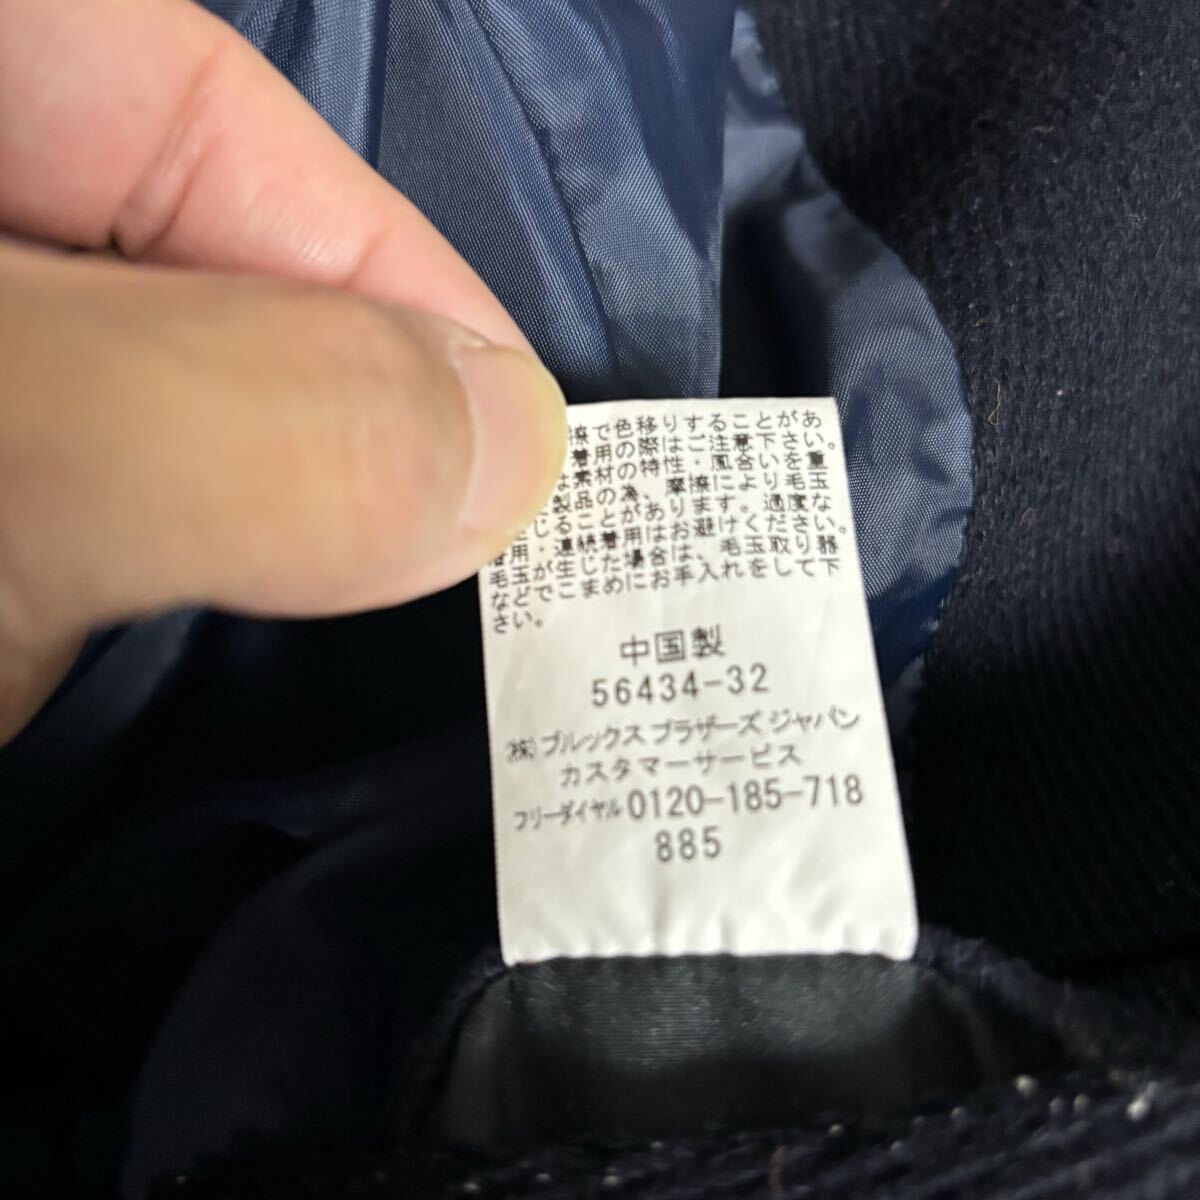 擦で色移りすることがあ
着用の際はご注意下さい。
は素材の特性・風合いを重
製品の為、摩擦により毛玉
じることがあります。過度な
着用・連続着用はお避けください。
毛玉が生じた場合は、毛玉取り器
などでこまめにお手入れをして下
さい。
中国製
56434-32
(株)ブルックス ブラザーズ ジャパン
カスタマーサービス
フリーダイヤル 0120-185-718
885